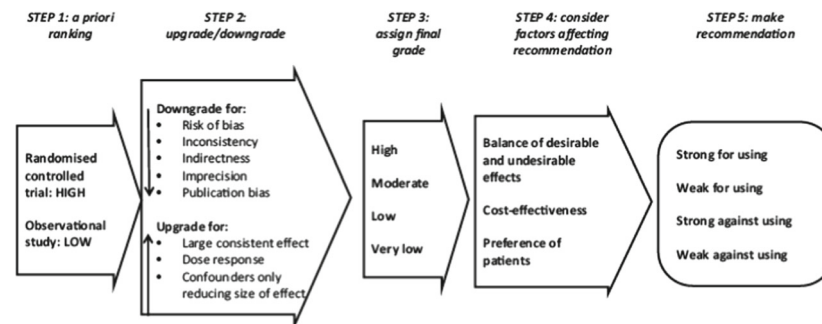 STEP 1: a priori
ranking
STEP 2:
upgrade/downgrade
STEP 3:
assign final
grade
STEP 4: consider
factors affecting
recommendation
STEP 5: make
recommendation
Randomised
controlled
trial: HIGH
Observational
study: LOW
Downgrade for:
• Risk of bias
• Inconsistency
• Indirectness
• Imprecision
• Publication bias
Upgrade for:
• Large consistent effect
• Dose response
• Confounders only
reducing size of effect
High
Moderate
Low
Very low
Balance of desirable
and undesirable
effects
Cost-effectiveness
Preference of
patients
Strong for using
Weak for using
Strong against using
Weak against using